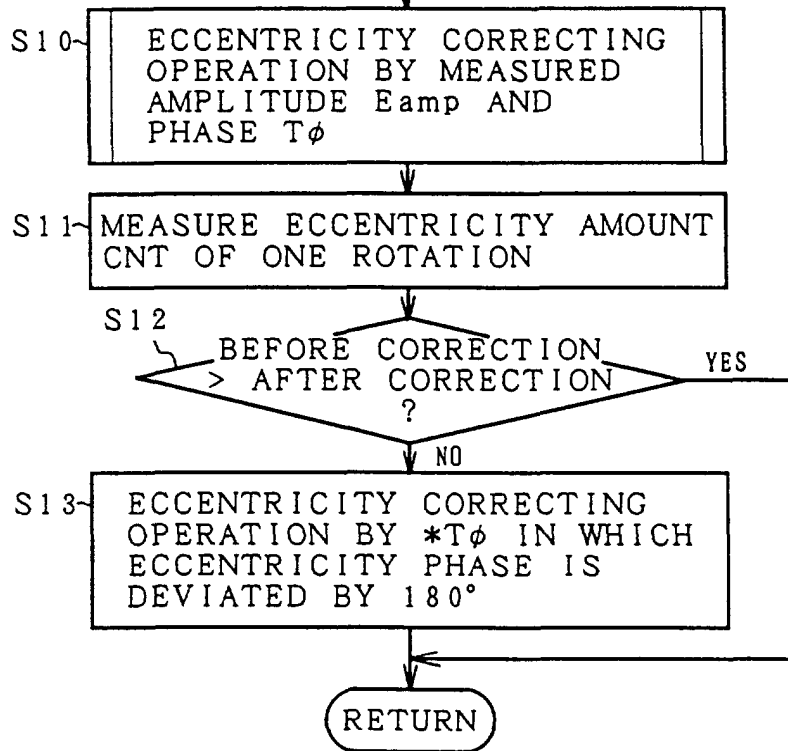 S10
ECCENTRICITY CORRECTING
OPERATION BY MEASURED
AMPLITUDE Eamp AND
PHASE Tφ
S11
MEASURE ECCENTRICITY AMOUNT
CNT OF ONE ROTATION
S12
BEFORE CORRECTION
> AFTER CORRECTION
?
YES
NO
S13
ECCENTRICITY CORRECTING
OPERATION BY *Tφ IN WHICH
ECCENTRICITY PHASE IS
DEVIATED BY 180°
RETURN